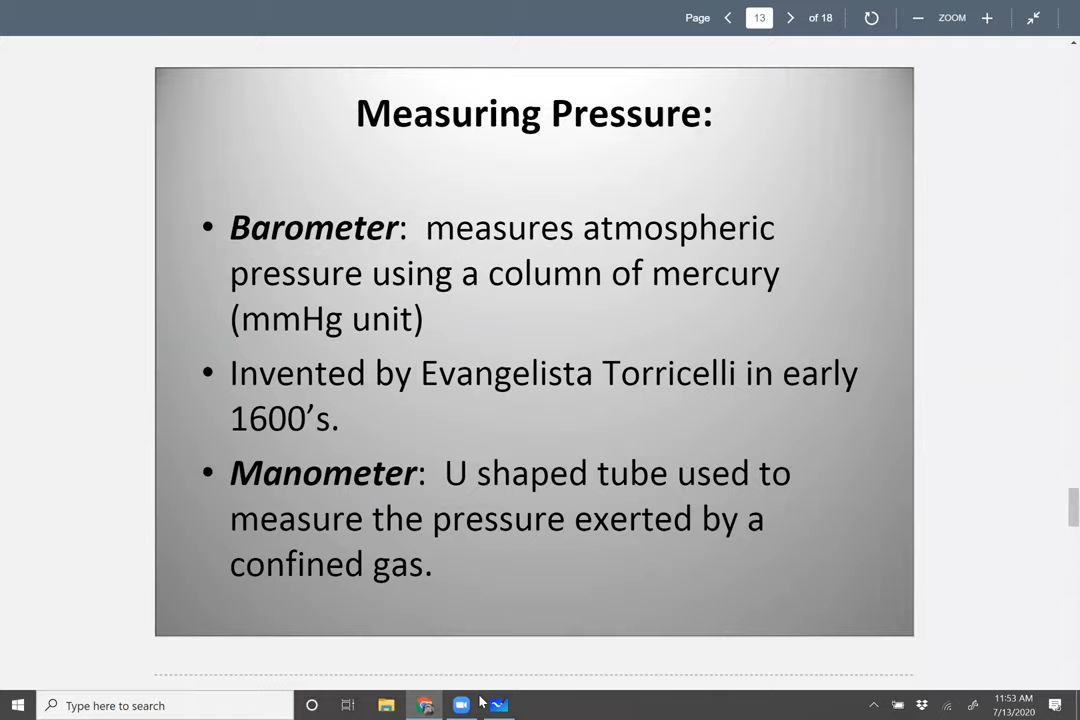 Page 13 of 18 ZOOM
Measuring Pressure:
• Barometer:  measures atmospheric
pressure using a column of mercury
(mmHg unit)
• Invented by Evangelista Torricelli in early
1600’s.
• Manometer:  U shaped tube used to
measure the pressure exerted by a
confined gas.
Type here to search
11:53 AM
7/13/2020